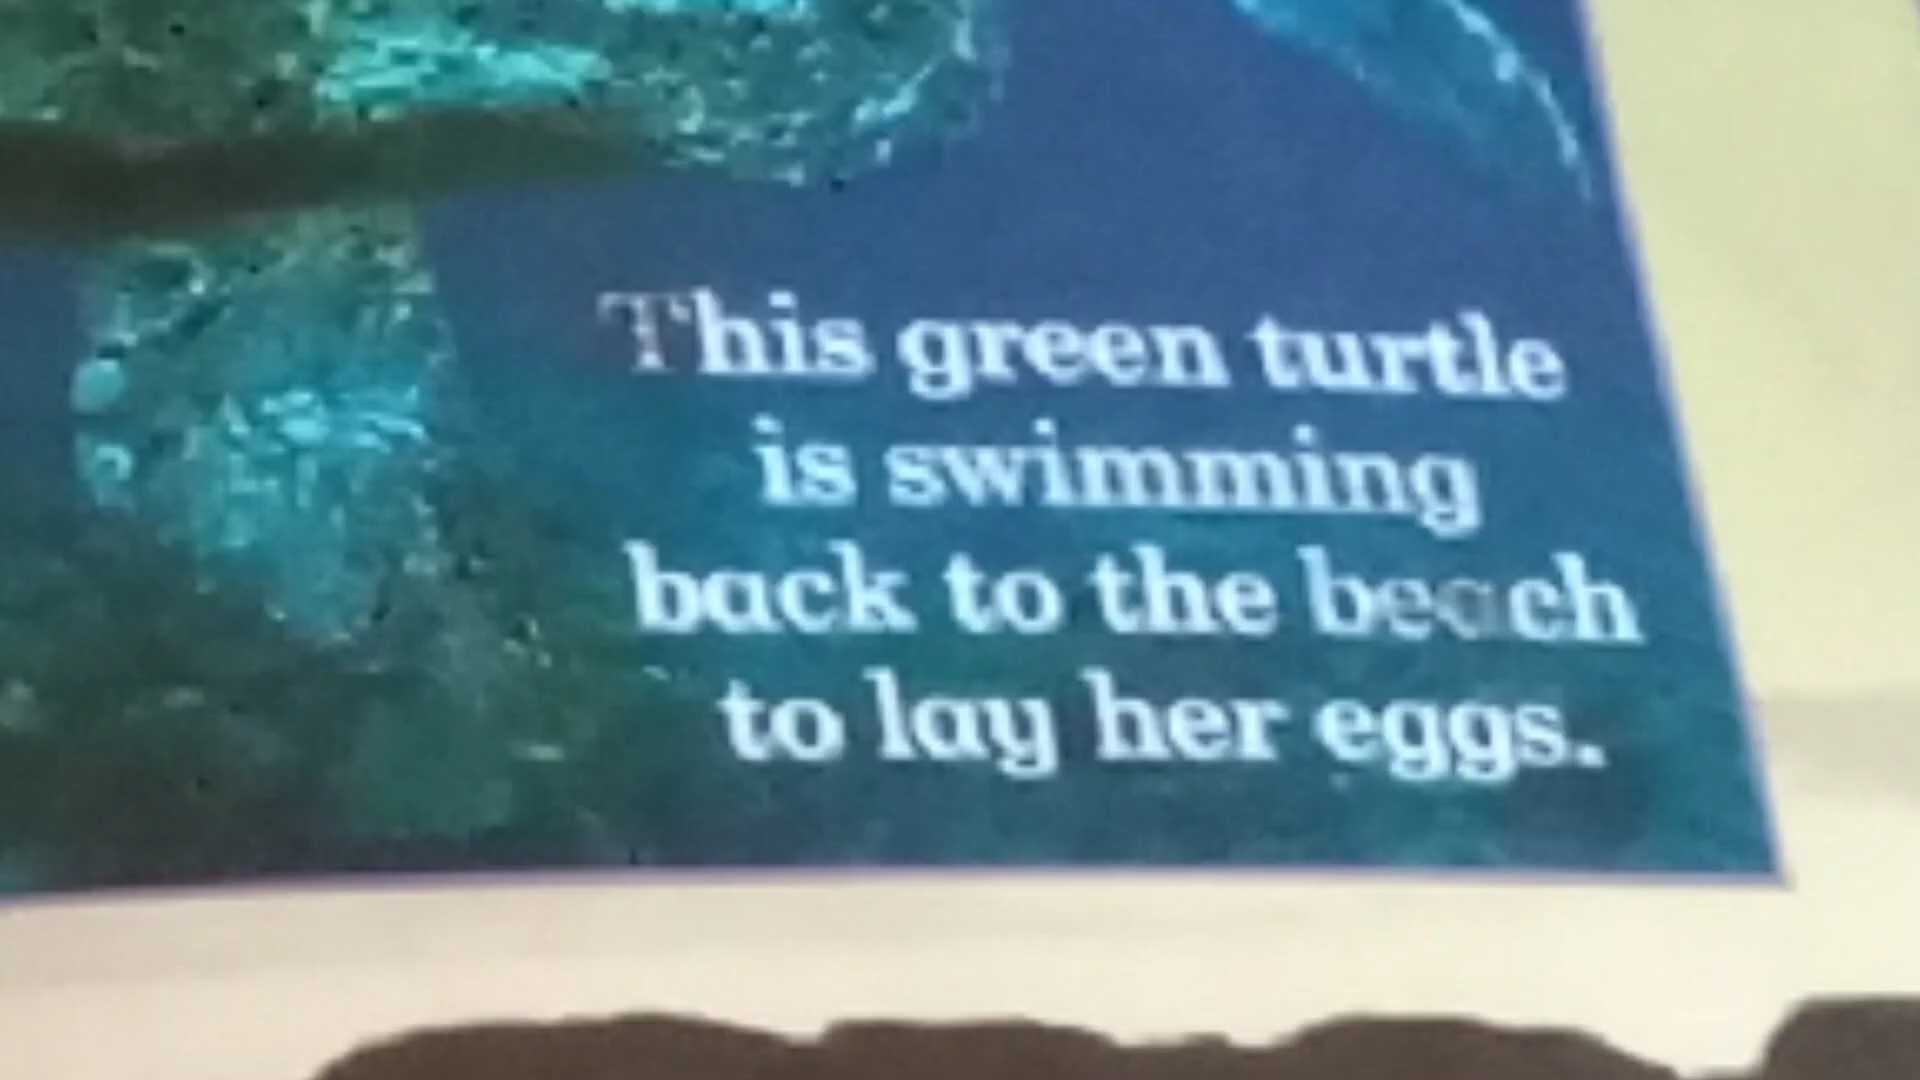 This green turtle
is swimming
back to the beach
to lay her eggs.